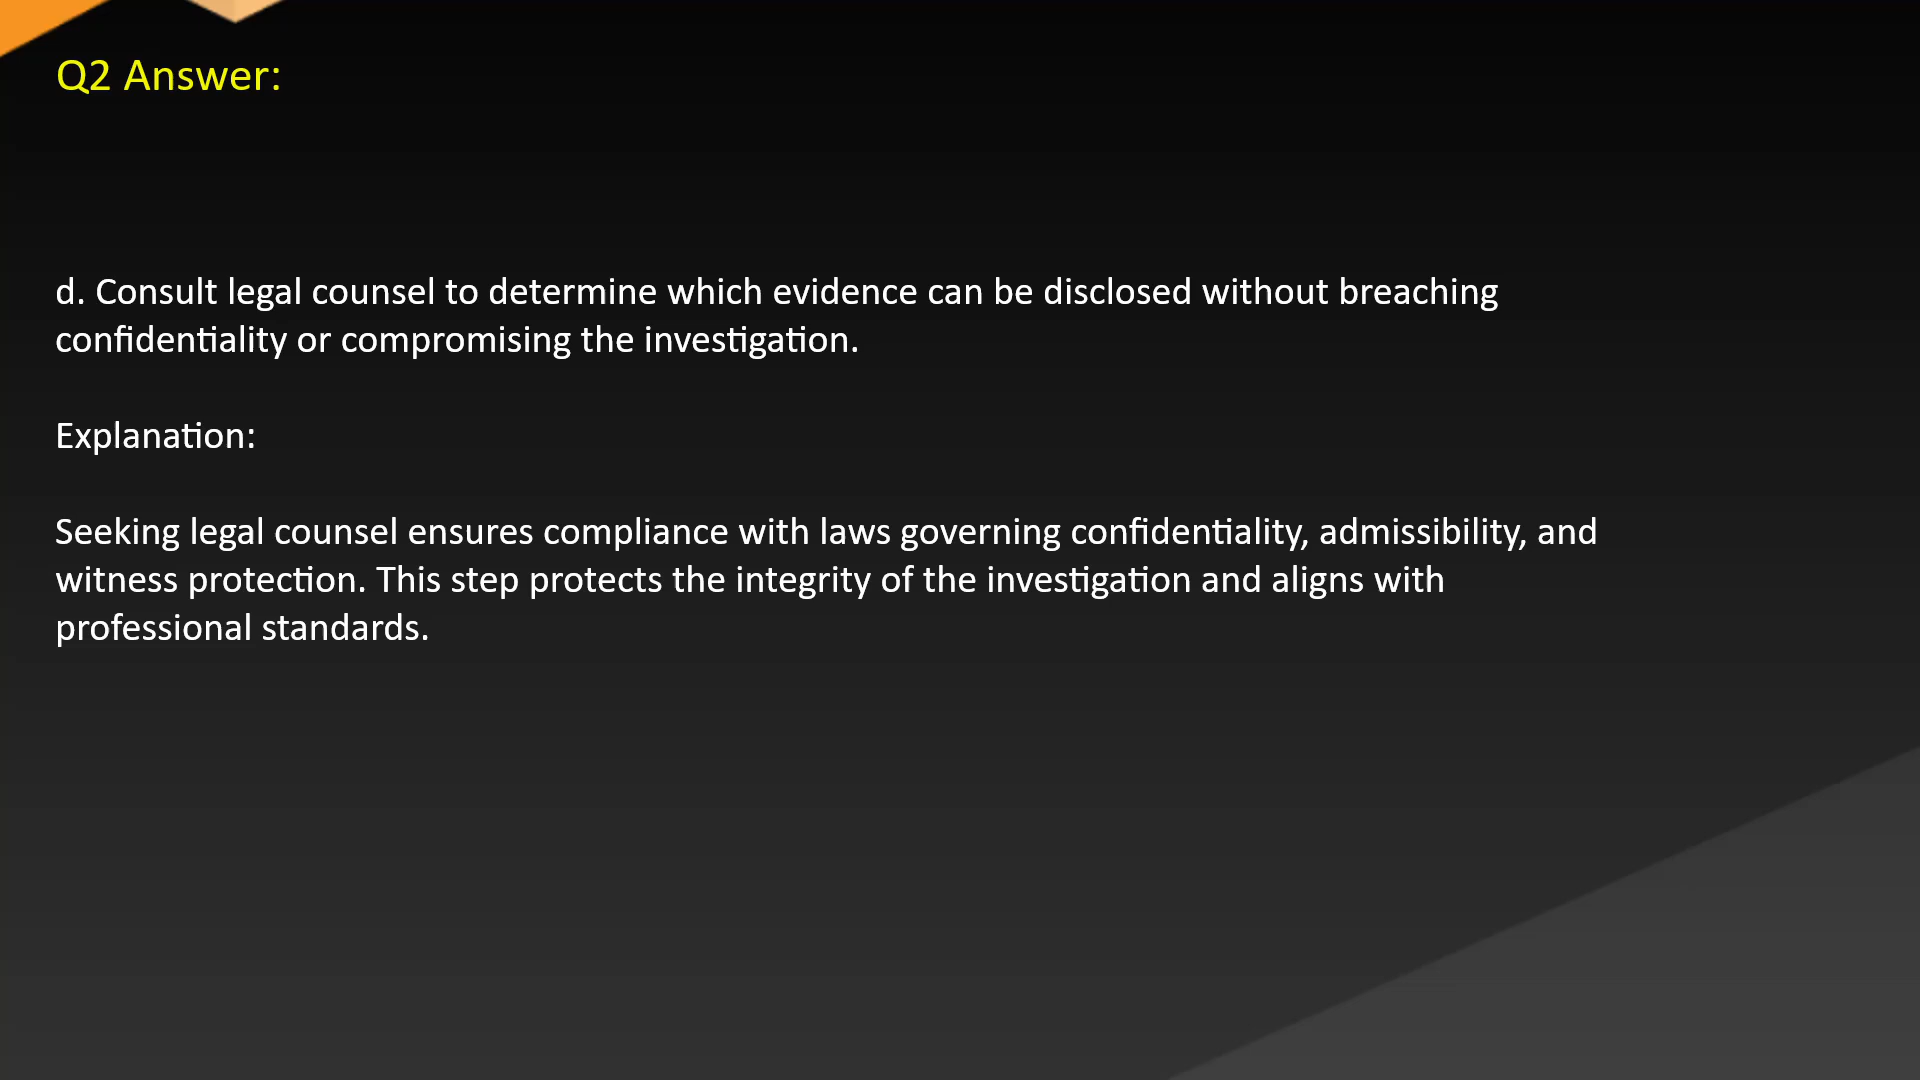 Q2 Answer:
d. Consult legal counsel to determine which evidence can be disclosed without breaching
confidentiality or compromising the investigation.
Explanation:
Seeking legal counsel ensures compliance with laws governing confidentiality, admissibility, and
witness protection. This step protects the integrity of the investigation and aligns with
professional standards.